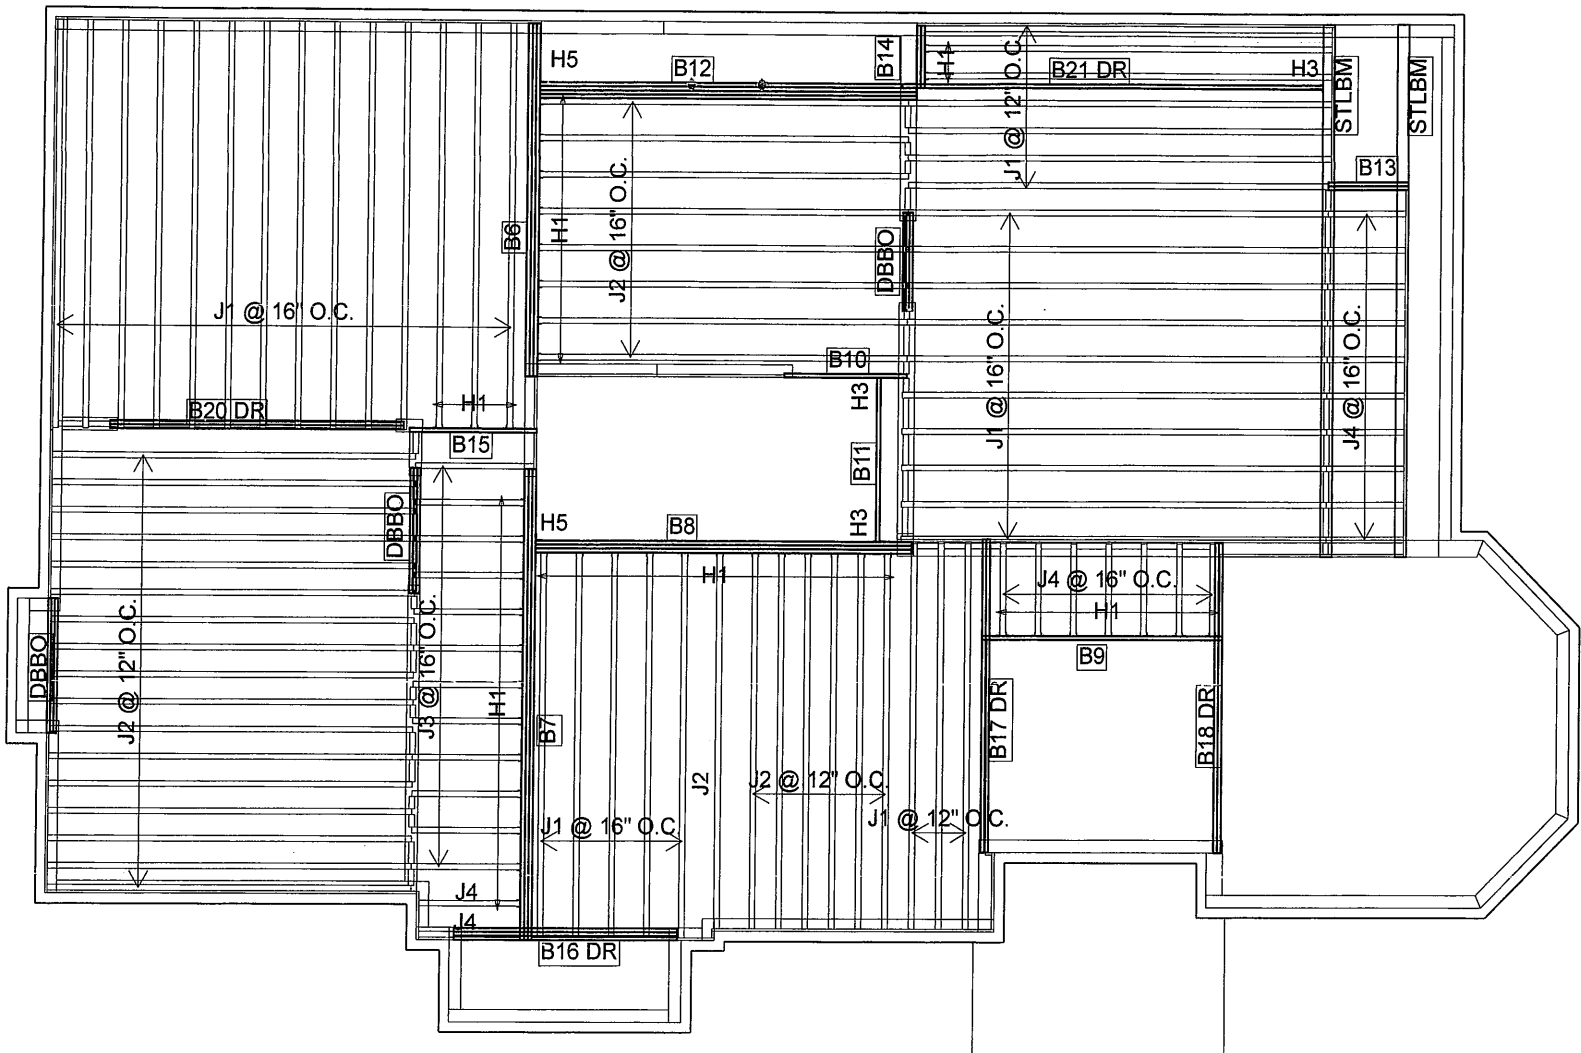 H5
B12
B14
H1
J1 @ 12" O.C.
B21 DR
H3
STLBM
STLBM
B13
B6
H1
J2 @ 16" O.C.
DBBO
J1 @ 16" O.C.
J1 @ 16" O.C.
J4 @ 16" O.C.
B10
H3
B20 DR
H1
B15
B11
H3
DBBO
H5
B8
H1
J4 @ 16" O.C.
H1
B9
DBBO
J2 @ 12" O.C.
J3 @ 16" O.C.
H1
B7
J2
J2 @ 12" O.C.
B17 DR
B18 DR
J1 @ 16" O.C.
J1 @ 12" O.C.
J4
J4
B16 DR